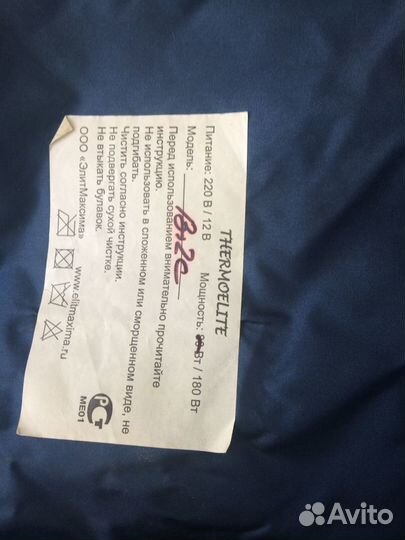 THERMOELITE
Питание: 220 В / 12 В Мощность: Вт / 180 Вт
Модель:
Перед использованием внимательно прочитайте
инструкцию.
Не использовать в сложенном или сморщенном виде, не
подгибать.
Чистить согласно инструкции.
Не подвергать сухой чистке.
Не втыкать булавок.
ООО «ЭлитМаксима» www.elitmaxima.ru
РСТ
МЕ01
Avito